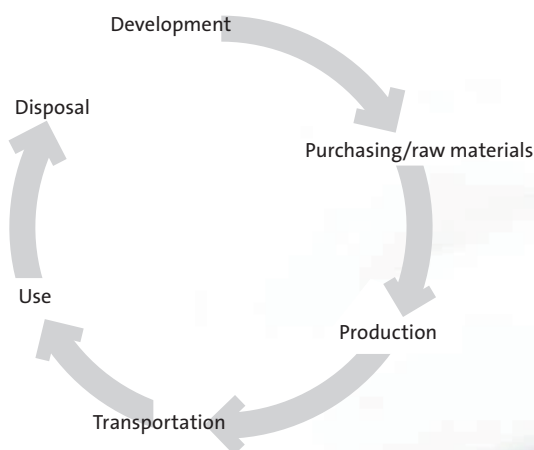 Development
Purchasing/raw materials
Production
Transportation
Use
Disposal